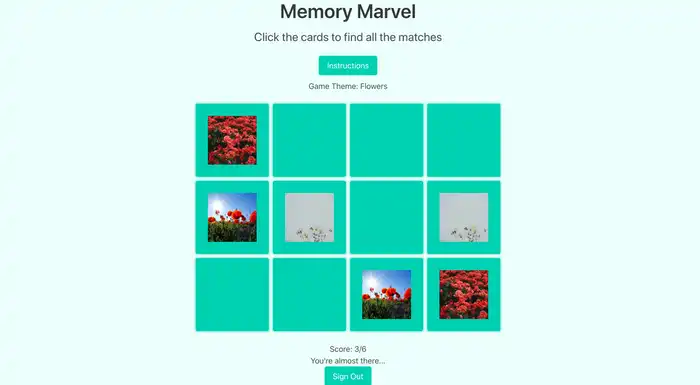 Memory Marvel
Click the cards to find all the matches
Instructions
Game Theme: Flowers
Score: 3/6
You're almost there...
Sign Out